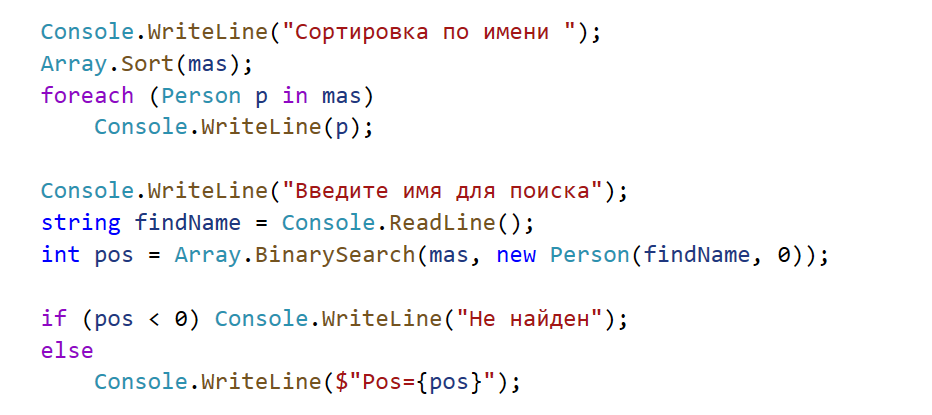 Console.WriteLine("Сортировка по имени ");
Array.Sort(mas);
foreach (Person p in mas)
    Console.WriteLine(p);

Console.WriteLine("Введите имя для поиска");
string findName = Console.ReadLine();
int pos = Array.BinarySearch(mas, new Person(findName, 0));

if (pos < 0) Console.WriteLine("Не найден");
else
    Console.WriteLine($"Pos={pos}");